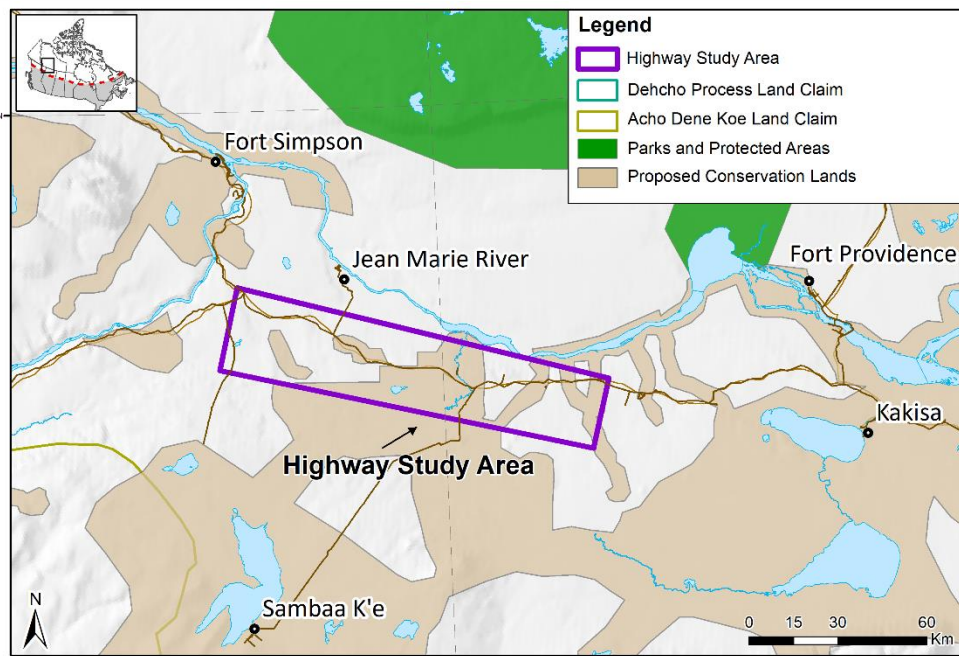 Legend
Highway Study Area
Dehcho Process Land Claim
Acho Dene Koe Land Claim
Parks and Protected Areas
Proposed Conservation Lands
Fort Simpson
Jean Marie River
Fort Providence
Kakisa
Highway Study Area
Sambaa K'e
N
0 15 30 60
Km